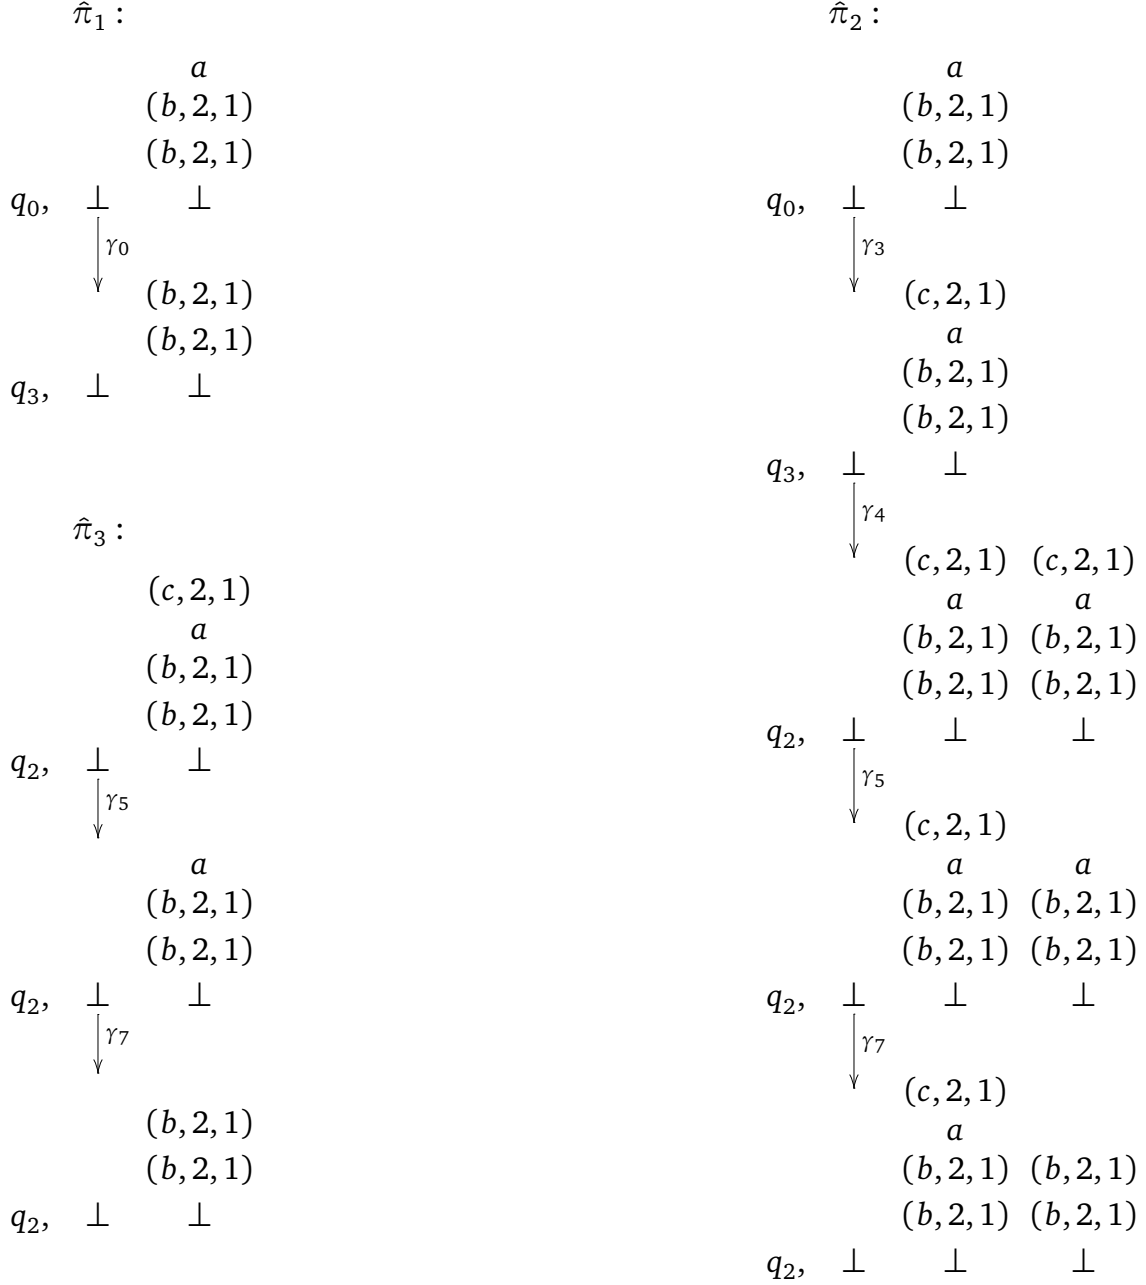 π̂₁ :
a
(b, 2, 1)
(b, 2, 1)
q₀, ⊥ ⊥
γ₀
(b, 2, 1)
(b, 2, 1)
q₃, ⊥ ⊥
π̂₃ :
(c, 2, 1)
a
(b, 2, 1)
(b, 2, 1)
q₂, ⊥ ⊥
γ₅
a
(b, 2, 1)
(b, 2, 1)
q₂, ⊥ ⊥
γ₇
(b, 2, 1)
(b, 2, 1)
q₂, ⊥ ⊥
π̂₂ :
a
(b, 2, 1)
(b, 2, 1)
q₀, ⊥ ⊥
γ₃
(c, 2, 1)
a
(b, 2, 1)
(b, 2, 1)
q₃, ⊥ ⊥
γ₄
(c, 2, 1) (c, 2, 1)
a a
(b, 2, 1) (b, 2, 1)
(b, 2, 1) (b, 2, 1)
q₂, ⊥ ⊥ ⊥
γ₅
(c, 2, 1)
a a
(b, 2, 1) (b, 2, 1)
(b, 2, 1) (b, 2, 1)
q₂, ⊥ ⊥ ⊥
γ₇
(c, 2, 1)
a
(b, 2, 1) (b, 2, 1)
(b, 2, 1) (b, 2, 1)
q₂, ⊥ ⊥ ⊥